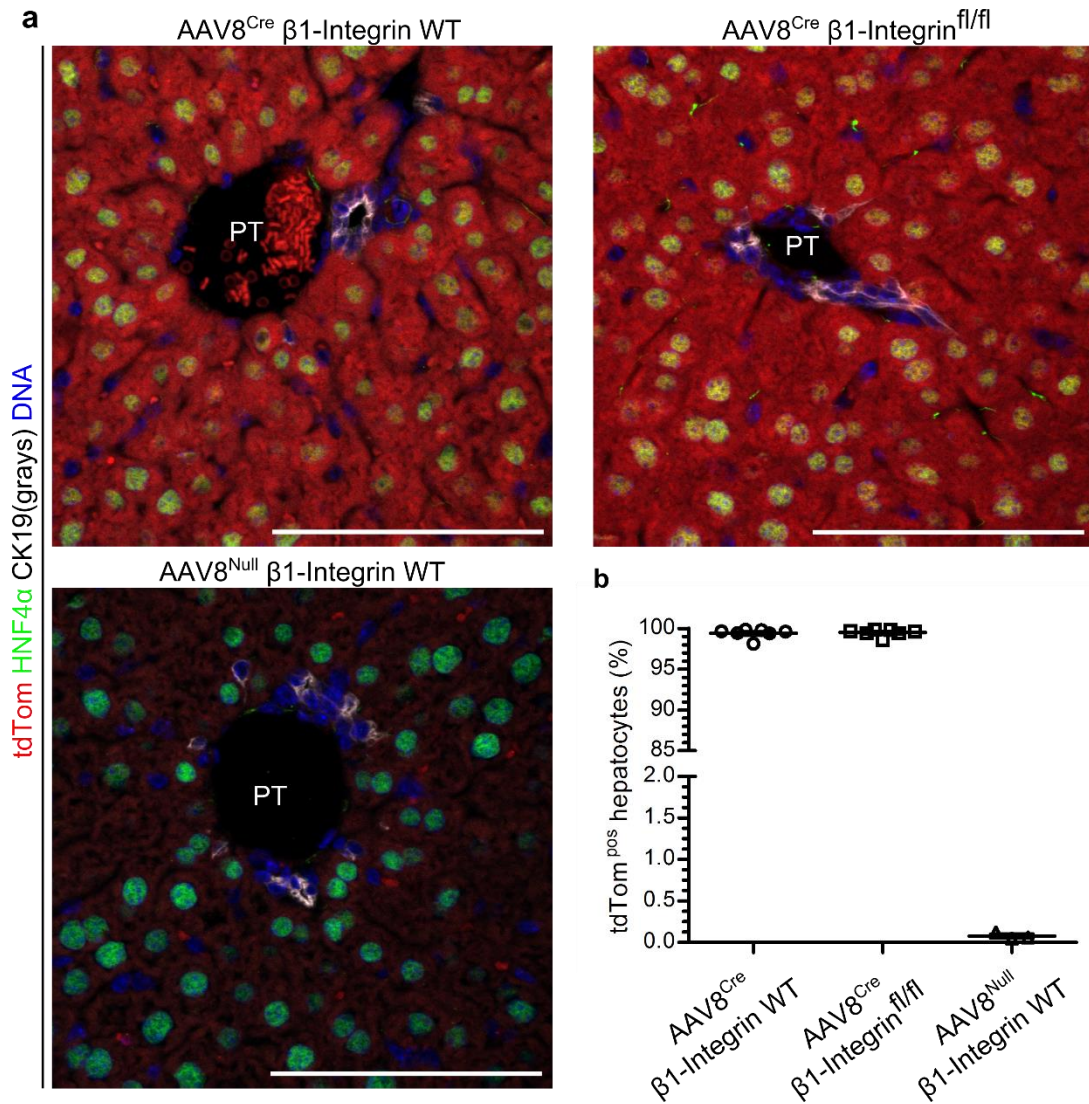 a
AAV8Cre β1-Integrin WT
AAV8Cre β1-Integrinfl/fl
tdTom HNF4α CK19(grays) DNA
PT
PT
AAV8Null β1-Integrin WT
PT
b
tdTom pos hepatocytes (%)
100
95
90
85
2.0
1.5
1.0
0.5
0.0
AAV8Cre
β1-Integrin WT
AAV8Cre
β1-Integrinfl/fl
AAV8Null
β1-Integrin WT